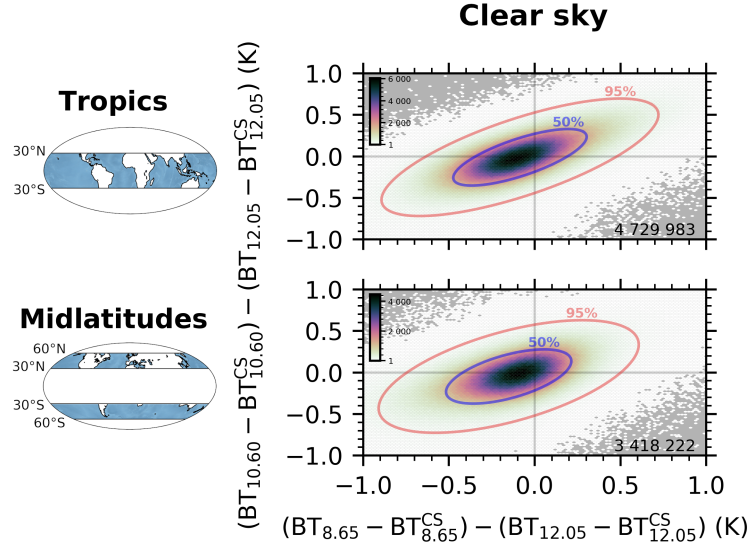 Clear sky
Tropics
30°N
30°S
1.0
0.5
0.0
−0.5
−1.0
6 000
4 000
2 000
1
95%
50%
4 729 983
Midlatitudes
60°N
30°N
30°S
60°S
1.0
0.5
0.0
−0.5
−1.0
4 000
2 000
1
95%
50%
3 418 222
−1.0 −0.5 0.0 0.5 1.0
(BT10.60 − BTCS10.60) − (BT12.05 − BTCS12.05) (K)
(BT8.65 − BTCS8.65) − (BT12.05 − BTCS12.05) (K)